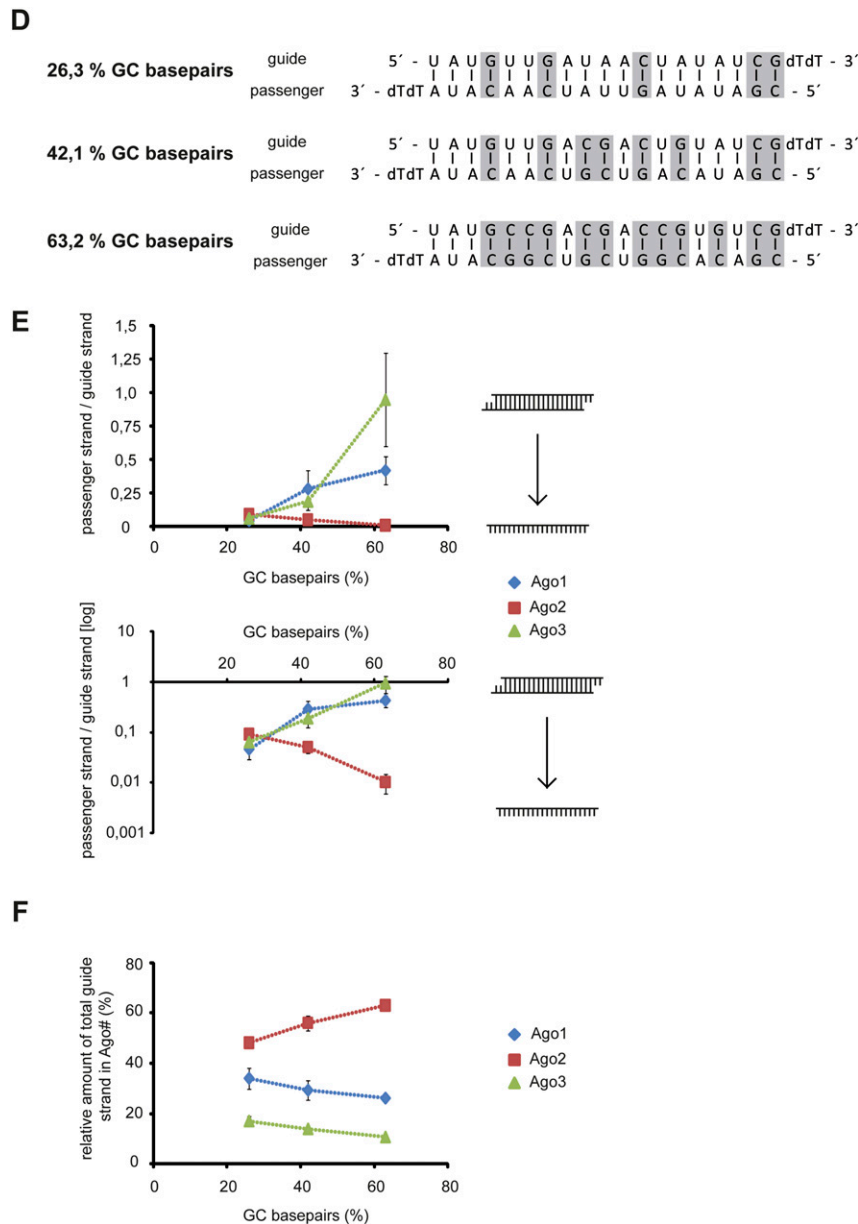 D
26,3 % GC basepairs
guide 5´ - U A U G U U G A U A A C U A U A U C G dTdT - 3´
passenger 3´ - dTdT A U A C A A C U A U U G A U A U A G C - 5´
42,1 % GC basepairs
guide 5´ - U A U G U U G A C G A C U G U A U C G dTdT - 3´
passenger 3´ - dTdT A U A C A A C U G C U G A C A U A G C - 5´
63,2 % GC basepairs
guide 5´ - U A U G C C G A C G A C C G U G U C G dTdT - 3´
passenger 3´ - dTdT A U A C G G C U G C U G G C A C A G C - 5´
E
passenger strand / guide strand
1,5
1,0
0,5
0,25
0
0 20 40 60 80
GC basepairs (%)
Ago1
Ago2
Ago3
passenger strand / guide strand [log]
GC basepairs (%)
10
20 40 60 80
1
0,1
0,01
0,001
F
relative amount of total guide
strand in Ago# (%)
80
60
40
20
0
0 20 40 60 80
GC basepairs (%)
Ago1
Ago2
Ago3